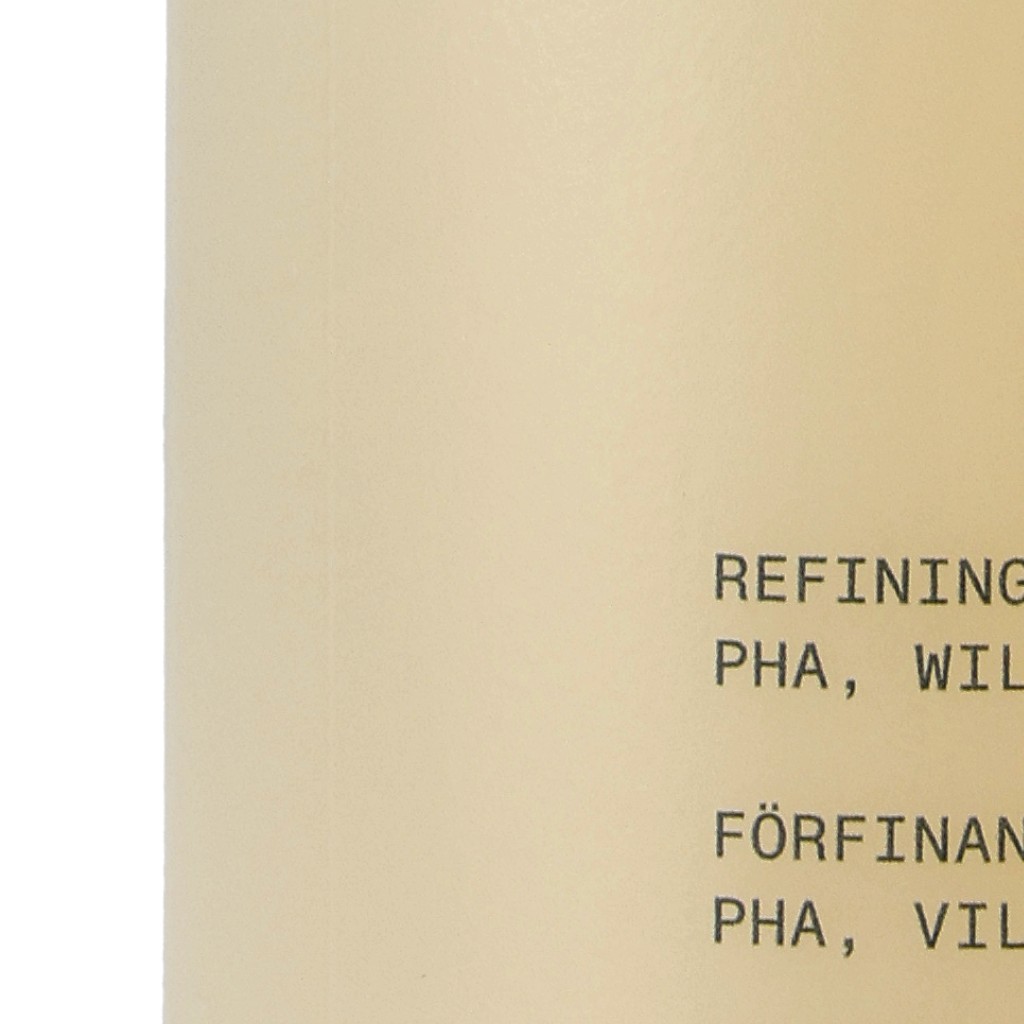 REFINING
PHA, WIL
FÖRFINAN
PHA, VIL